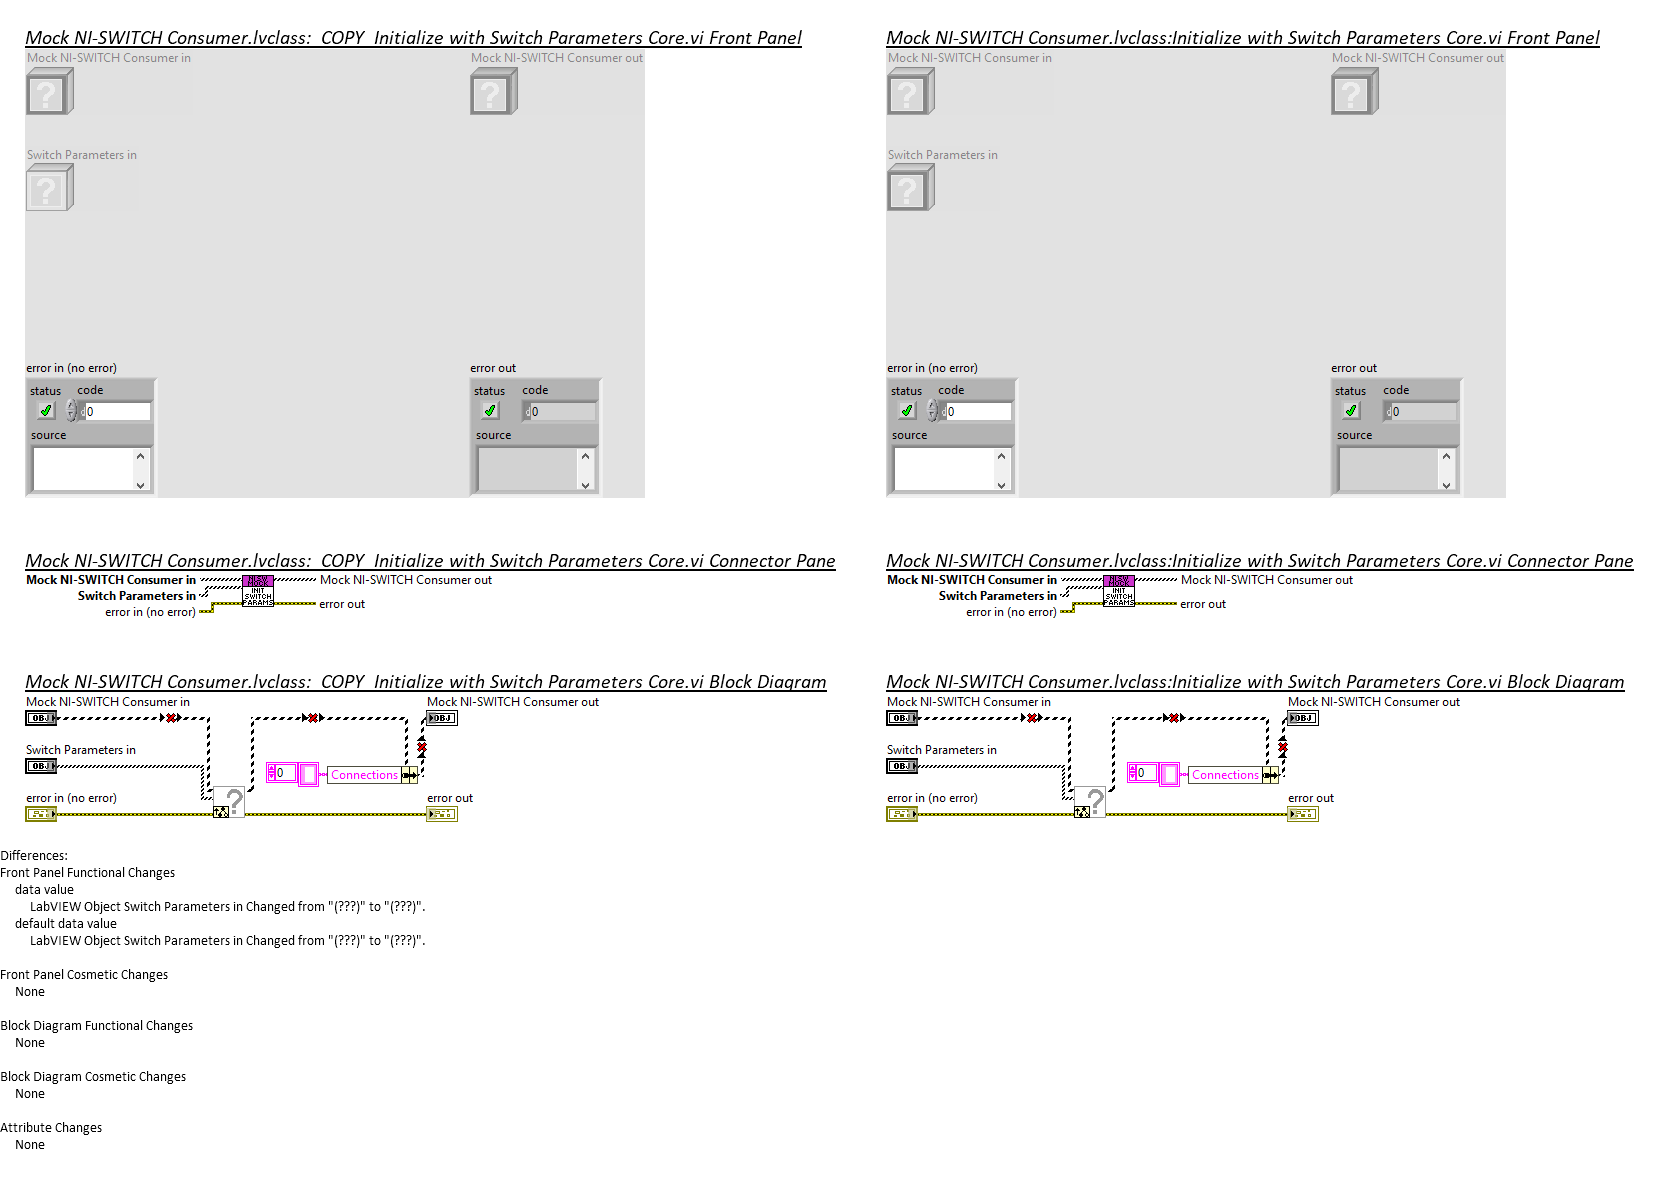 Mock NI-SWITCH Consumer.lvclass:  COPY  Initialize with Switch Parameters Core.vi Front Panel
Mock NI-SWITCH Consumer in
Mock NI-SWITCH Consumer out
Switch Parameters in
error in (no error)
error out
status code
0
source
status code
0
source
Mock NI-SWITCH Consumer.lvclass:Initialize with Switch Parameters Core.vi Front Panel
Mock NI-SWITCH Consumer in
Mock NI-SWITCH Consumer out
Switch Parameters in
error in (no error)
error out
status code
0
source
status code
0
source
Mock NI-SWITCH Consumer.lvclass:  COPY  Initialize with Switch Parameters Core.vi Connector Pane
Mock NI-SWITCH Consumer in
Switch Parameters in
error in (no error)
NI-SW
MOCK
INIT
SWITCH
PARAMS
Mock NI-SWITCH Consumer out
error out
Mock NI-SWITCH Consumer.lvclass:Initialize with Switch Parameters Core.vi Connector Pane
Mock NI-SWITCH Consumer in
Switch Parameters in
error in (no error)
NI-SW
MOCK
INIT
SWITCH
PARAMS
Mock NI-SWITCH Consumer out
error out
Mock NI-SWITCH Consumer.lvclass:  COPY  Initialize with Switch Parameters Core.vi Block Diagram
Mock NI-SWITCH Consumer in
OBJ
Mock NI-SWITCH Consumer out
OBJ
Switch Parameters in
OBJ
0
Connections
error in (no error)
error out
Mock NI-SWITCH Consumer.lvclass:Initialize with Switch Parameters Core.vi Block Diagram
Mock NI-SWITCH Consumer in
OBJ
Mock NI-SWITCH Consumer out
OBJ
Switch Parameters in
OBJ
0
Connections
error in (no error)
error out
Differences:
Front Panel Functional Changes
data value
LabVIEW Object Switch Parameters in Changed from "(???)" to "(???)".
default data value
LabVIEW Object Switch Parameters in Changed from "(???)" to "(???)".
Front Panel Cosmetic Changes
None
Block Diagram Functional Changes
None
Block Diagram Cosmetic Changes
None
Attribute Changes
None